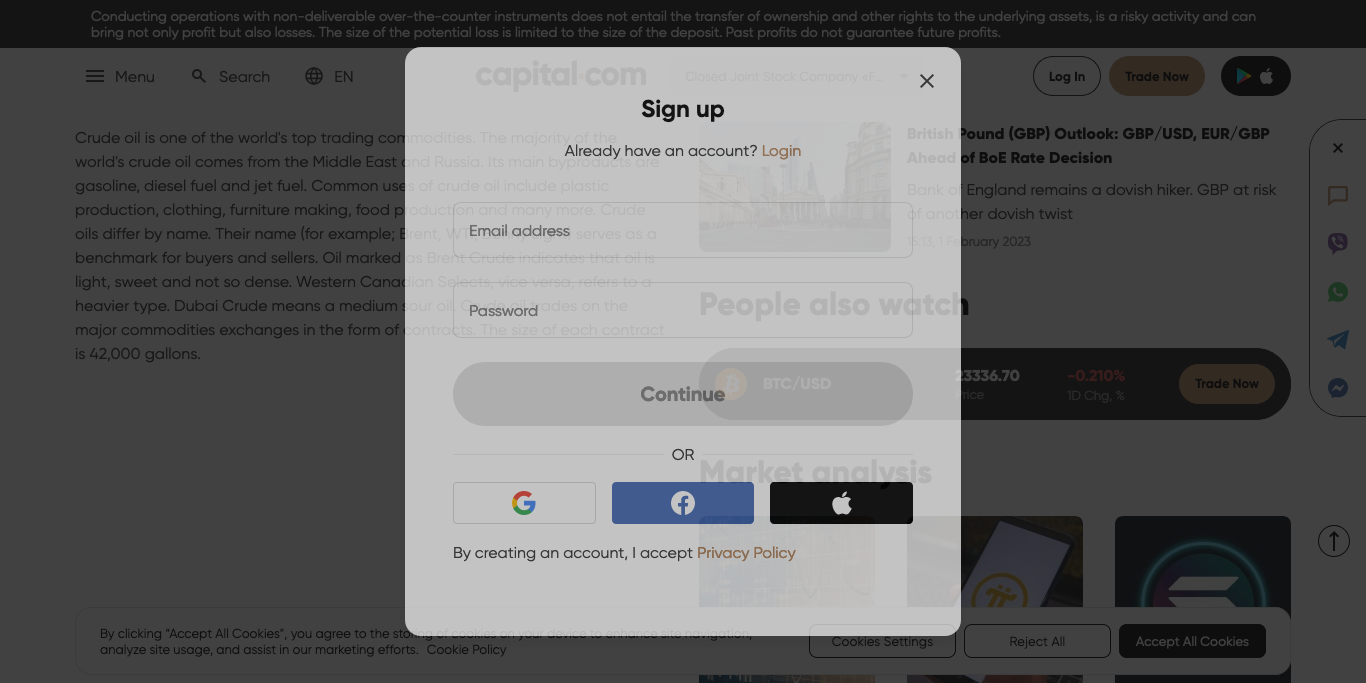 Conducting operations with non-deliverable over-the-counter instruments does not entail the transfer of ownership and other rights to the underlying assets, is a risky activity and can
bring not only profit but also losses. The size of the potential loss is limited to the size of the deposit. Past profits do not guarantee future profits.
Menu
Search
EN
capital.com
Closed Joint Stock Company «F...
Log In
Trade Now
Sign up
Already have an account? Login
Email address
Password
Continue
OR
By creating an account, I accept Privacy Policy
Crude oil is one of the world's top trading commodities. The majority of the
world's crude oil comes from the Middle East and Russia. Its main byproducts are
gasoline, diesel fuel and jet fuel. Common uses of crude oil include plastic
production, clothing, furniture making, food production and many more. Crude
oils differ by name. Their name (for example; Brent, WTI, serves as a
benchmark for buyers and sellers. Oil marked as Brent Crude indicates that oil is
light, sweet and not so dense. Western Canadian Selects, vice versa, refers to a
heavier type. Dubai Crude means a medium sour oil. Crude oil trades on the
major commodities exchanges in the form of contracts. The size of each contract
is 42,000 gallons.
British Pound (GBP) Outlook: GBP/USD, EUR/GBP
Ahead of BoE Rate Decision
Bank of England remains a dovish hiker. GBP at risk
of another dovish twist
15:13, 1 February 2023
People also watch
BTC/USD
23336.70
Price
-0.210%
1D Chg, %
Trade Now
Market analysis
By clicking “Accept All Cookies”, you agree to the storing of cookies on your device to enhance site navigation,
analyze site usage, and assist in our marketing efforts. Cookie Policy
Cookies Settings
Reject All
Accept All Cookies